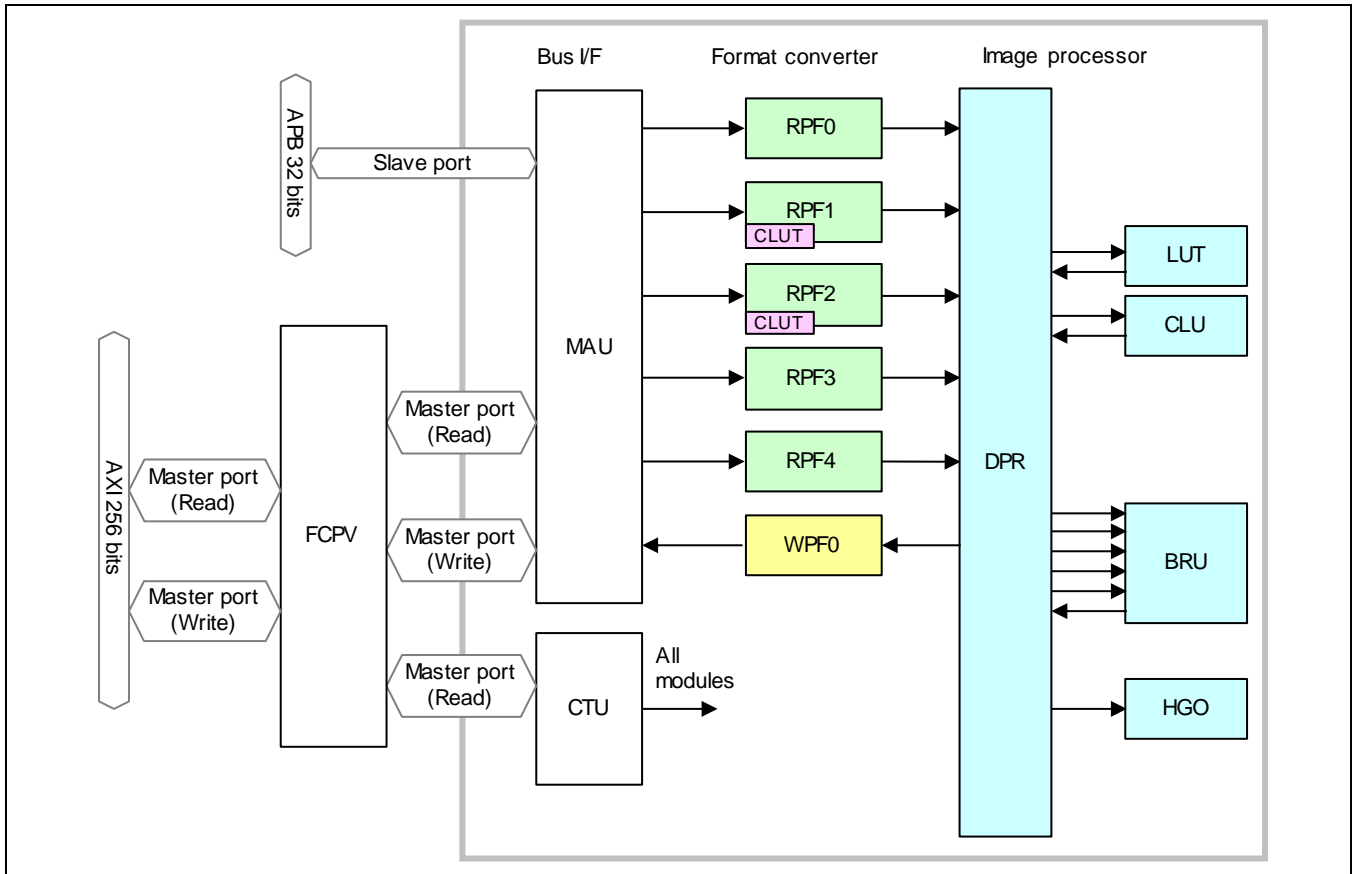 Bus I/F
Format converter
Image processor
APB 32 bits
Slave port
MAU
RPF0
RPF1
CLUT
RPF2
CLUT
RPF3
RPF4
WPF0
DPR
LUT
CLU
BRU
HGO
AXI 256 bits
Master port
(Read)
Master port
(Write)
FCPV
Master port
(Read)
Master port
(Write)
Master port
(Read)
CTU
All
modules